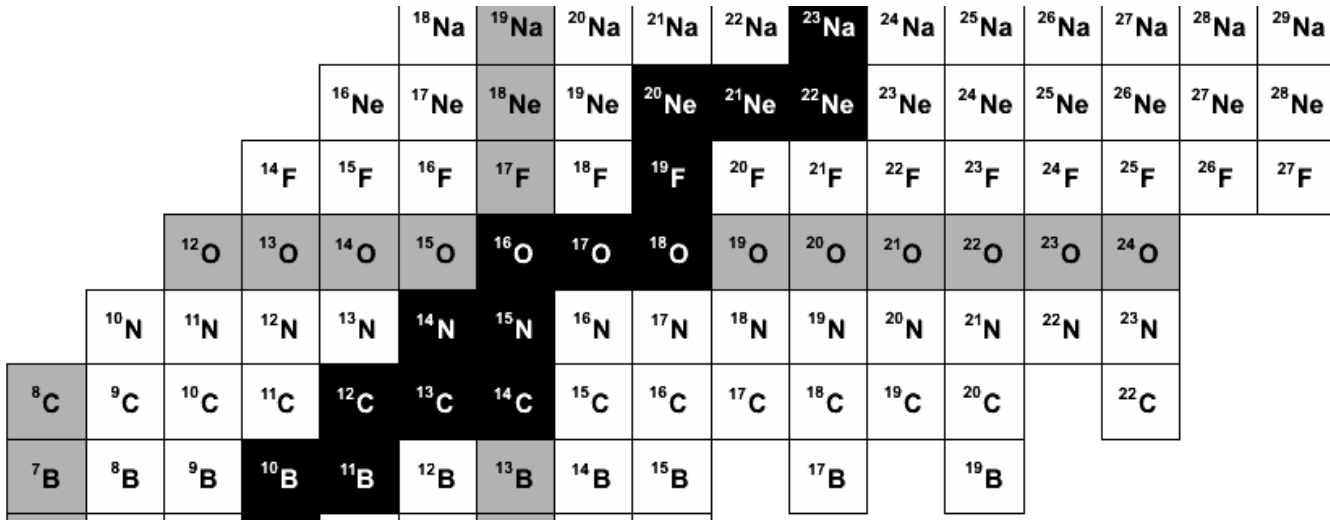 18Na 19Na 20Na 21Na 22Na 23Na 24Na 25Na 26Na 27Na 28Na 29Na
16Ne 17Ne 18Ne 19Ne 20Ne 21Ne 22Ne 23Ne 24Ne 25Ne 26Ne 27Ne 28Ne
14F 15F 16F 17F 18F 19F 20F 21F 22F 23F 24F 25F 26F 27F
12O 13O 14O 15O 16O 17O 18O 19O 20O 21O 22O 23O 24O
10N 11N 12N 13N 14N 15N 16N 17N 18N 19N 20N 21N 22N 23N
8C 9C 10C 11C 12C 13C 14C 15C 16C 17C 18C 19C 20C 22C
7B 8B 9B 10B 11B 12B 13B 14B 15B 17B 19B